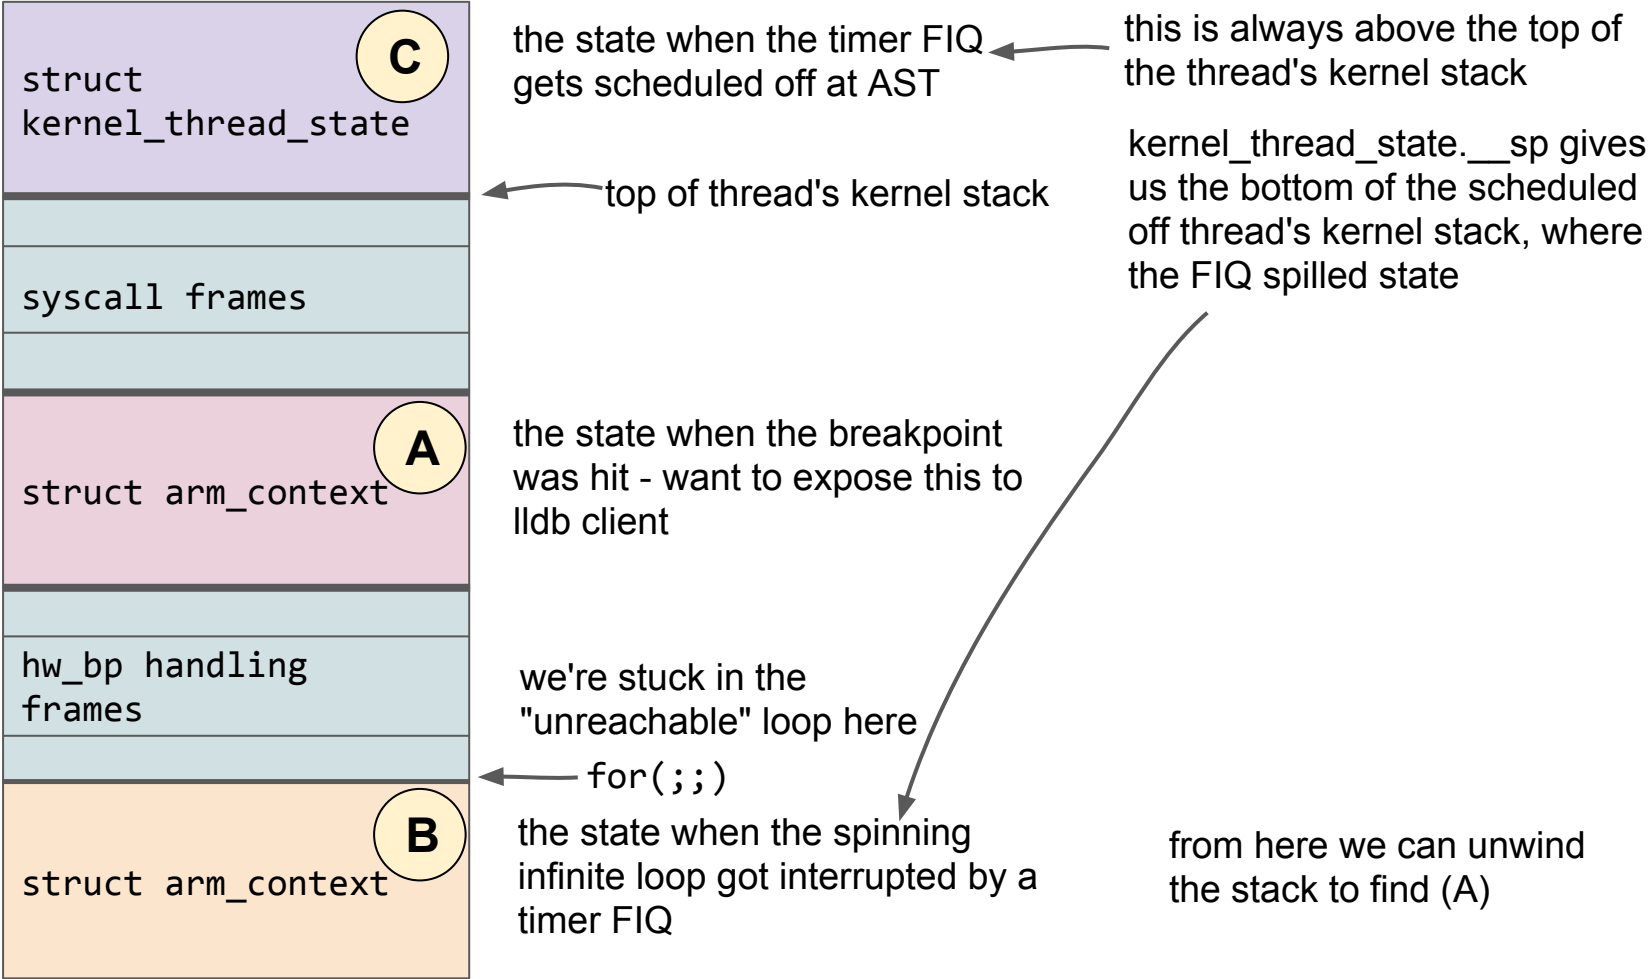 C
struct
kernel_thread_state
the state when the timer FIQ
gets scheduled off at AST
this is always above the top of
the thread's kernel stack
kernel_thread_state.__sp gives
us the bottom of the scheduled
off thread's kernel stack, where
the FIQ spilled state
top of thread's kernel stack
syscall frames
A
struct arm_context
the state when the breakpoint
was hit - want to expose this to
lldb client
hw_bp handling
frames
we're stuck in the
"unreachable" loop here
for(;;)
B
struct arm_context
the state when the spinning
infinite loop got interrupted by a
timer FIQ
from here we can unwind
the stack to find (A)